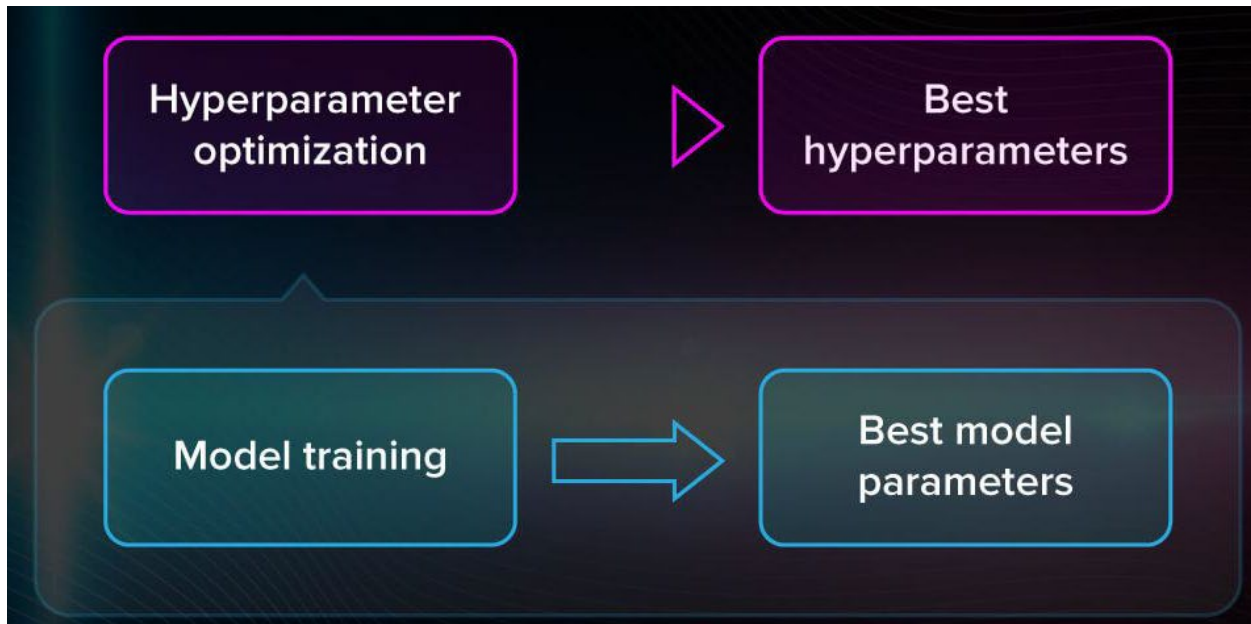 Hyperparameter
optimization
Best
hyperparameters
Model training
Best model
parameters